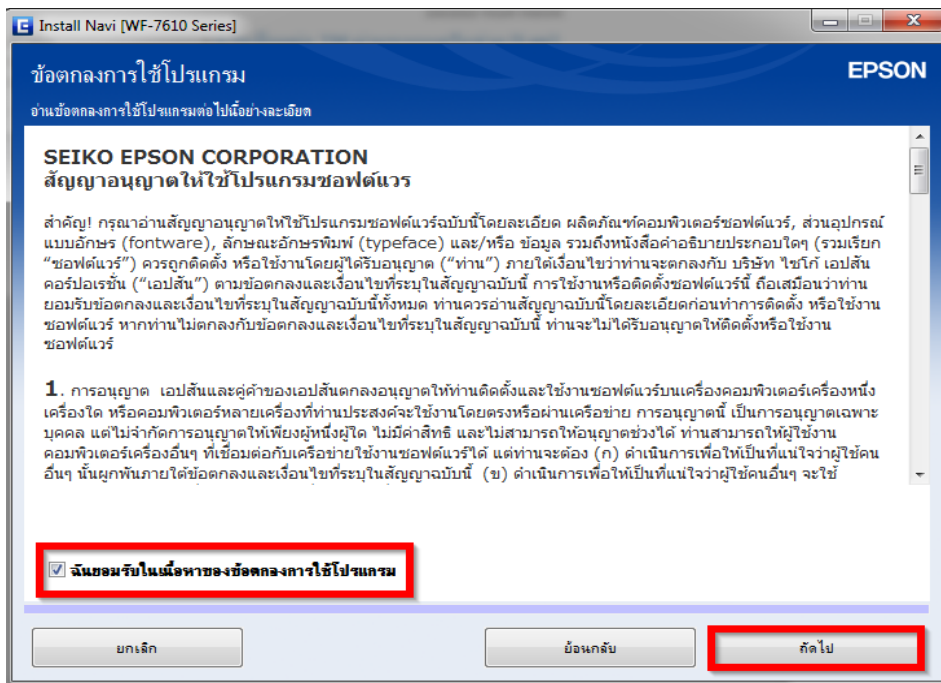 Install Navi [WF-7610 Series]
ข้อตกลงการใช้โปรแกรม
EPSON
อ่านข้อตกลงการใช้โปรแกรมต่อไปนี้อย่างละเอียด
SEIKO EPSON CORPORATION
สัญญาอนุญาตให้ใช้โปรแกรมซอฟต์แวร
สำคัญ! กรุณาอ่านสัญญาอนุญาตให้ใช้โปรแกรมซอฟต์แวร์ฉบับนี้โดยละเอียด ผลิตภัณฑ์คอมพิวเตอร์ซอฟต์แวร์, ส่วนอุปกรณ์
แบบอักษร (fontware), ลักษณะอักษรพิมพ์ (typeface) และ/หรือ ข้อมูล รวมถึงหนังสือคำอธิบายประกอบใดๆ (รวมเรียก
“ซอฟต์แวร์”) ควรถูกติดตั้ง หรือใช้งานโดยผู้ได้รับอนุญาต (“ท่าน”) ภายใต้เงื่อนไขว่าท่านจะตกลงกับ บริษัท ไซโก้ เอปสัน
คอร์ปอเรชั่น (“เอปสัน”) ตามข้อตกลงและเงื่อนไขที่ระบุในสัญญาฉบับนี้ การใช้งานหรือติดตั้งซอฟต์แวร์นี้ ถือเสมือนว่าท่าน
ยอมรับข้อตกลงและเงื่อนไขที่ระบุในสัญญาฉบับนี้ทั้งหมด ท่านควรอ่านสัญญาฉบับนี้โดยละเอียดก่อนทำการติดตั้ง หรือใช้งาน
ซอฟต์แวร์ หากท่านไม่ตกลงกับข้อตกลงและเงื่อนไขที่ระบุในสัญญาฉบับนี้ ท่านจะไม่ได้รับอนุญาตให้ติดตั้งหรือใช้งาน
ซอฟต์แวร์
1. การอนุญาต เอปสันและคู่ค้าของเอปสันตกลงอนุญาตให้ท่านติดตั้งและใช้งานซอฟต์แวร์บนเครื่องคอมพิวเตอร์เครื่องหนึ่ง
เครื่องใด หรือคอมพิวเตอร์หลายเครื่องที่ท่านประสงค์จะใช้งานโดยตรงหรือผ่านเครือข่าย การอนุญาตนี้ เป็นการอนุญาตเฉพาะ
บุคคล แต่ไม่จำกัดการอนุญาตให้เพียงผู้หนึ่งผู้ใด ไม่มีค่าสิทธิ และไม่สามารถให้อนุญาตช่วงได้ ท่านสามารถให้ผู้ใช้งาน
คอมพิวเตอร์เครื่องอื่นๆ ที่เชื่อมต่อกับเครือข่ายใช้งานซอฟต์แวร์ได้ แต่ท่านจะต้อง (ก) ดำเนินการเพื่อให้เป็นที่แน่ใจว่าผู้ใช้คน
อื่นๆ นั้นผูกพันภายใต้ข้อตกลงและเงื่อนไขที่ระบุในสัญญาฉบับนี้ (ข) ดำเนินการเพื่อให้เป็นที่แน่ใจว่าผู้ใช้คนอื่นๆ จะใช้
ฉันยอมรับในเนื้อหาของข้อตกลงการใช้โปรแกรม
ยกเลิก
ย้อนกลับ
ถัดไป